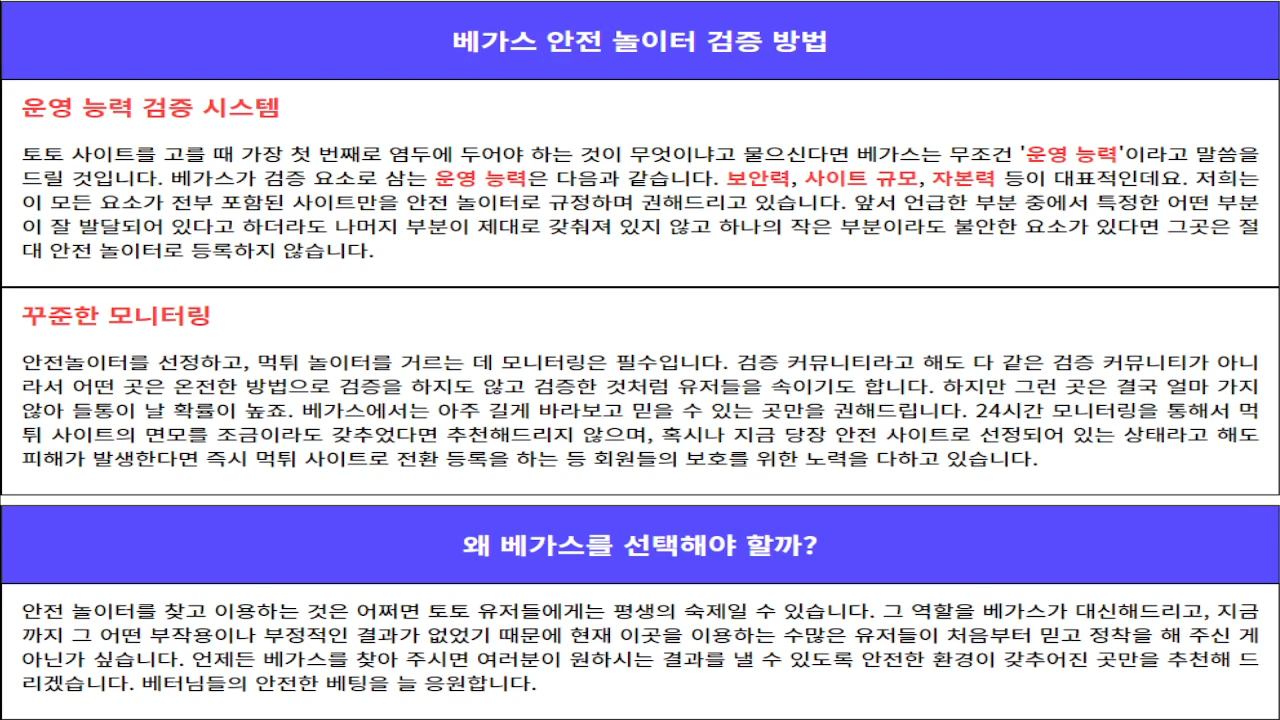 베가스 안전 놀이터 검증 방법
운영 능력 검증 시스템
토토 사이트를 고를 때 가장 첫 번째로 염두에 두어야 하는 것이 무엇이냐고 물으신다면 베가스는 무조건 '운영 능력'이라고 말씀을
드릴 것입니다. 베가스가 검증 요소로 삼는 운영 능력은 다음과 같습니다. 보안력, 사이트 규모, 자본력 등이 대표적인데요. 저희는
이 모든 요소가 전부 포함된 사이트만을 안전 놀이터로 규정하며 권해드리고 있습니다. 앞서 언급한 부분 중에서 특정한 어떤 부분
이 잘 발달되어 있다고 하더라도 나머지 부분이 제대로 갖춰져 있지 않고 하나의 작은 부분이라도 불안한 요소가 있다면 그곳은 절
대 안전 놀이터로 등록하지 않습니다.
꾸준한 모니터링
안전놀이터를 선정하고, 먹튀 놀이터를 거르는 데 모니터링은 필수입니다. 검증 커뮤니티라고 해도 다 같은 검증 커뮤니티가 아니
라서 어떤 곳은 온전한 방법으로 검증을 하지도 않고 검증한 것처럼 유저들을 속이기도 합니다. 하지만 그런 곳은 결국 얼마 가지
않아 들통이 날 확률이 높죠. 베가스에서는 아주 길게 바라보고 믿을 수 있는 곳만을 권해드립니다. 24시간 모니터링을 통해서 먹
튀 사이트의 면모를 조금이라도 갖추었다면 추천해드리지 않으며, 혹시나 지금 당장 안전 사이트로 선정되어 있는 상태라고 해도
피해가 발생한다면 즉시 먹튀 사이트로 전환 등록을 하는 등 회원들의 보호를 위한 노력을 다하고 있습니다.
왜 베가스를 선택해야 할까?
안전 놀이터를 찾고 이용하는 것은 어쩌면 토토 유저들에게는 평생의 숙제일 수 있습니다. 그 역할을 베가스가 대신해드리고, 지금
까지 그 어떤 부작용이나 부정적인 결과가 없었기 때문에 현재 이곳을 이용하는 수많은 유저들이 처음부터 믿고 정착을 해 주신 게
아닌가 싶습니다. 언제든 베가스를 찾아 주시면 여러분이 원하시는 결과를 낼 수 있도록 안전한 환경이 갖추어진 곳만을 추천해 드
리겠습니다. 베터님들의 안전한 베팅을 늘 응원합니다.